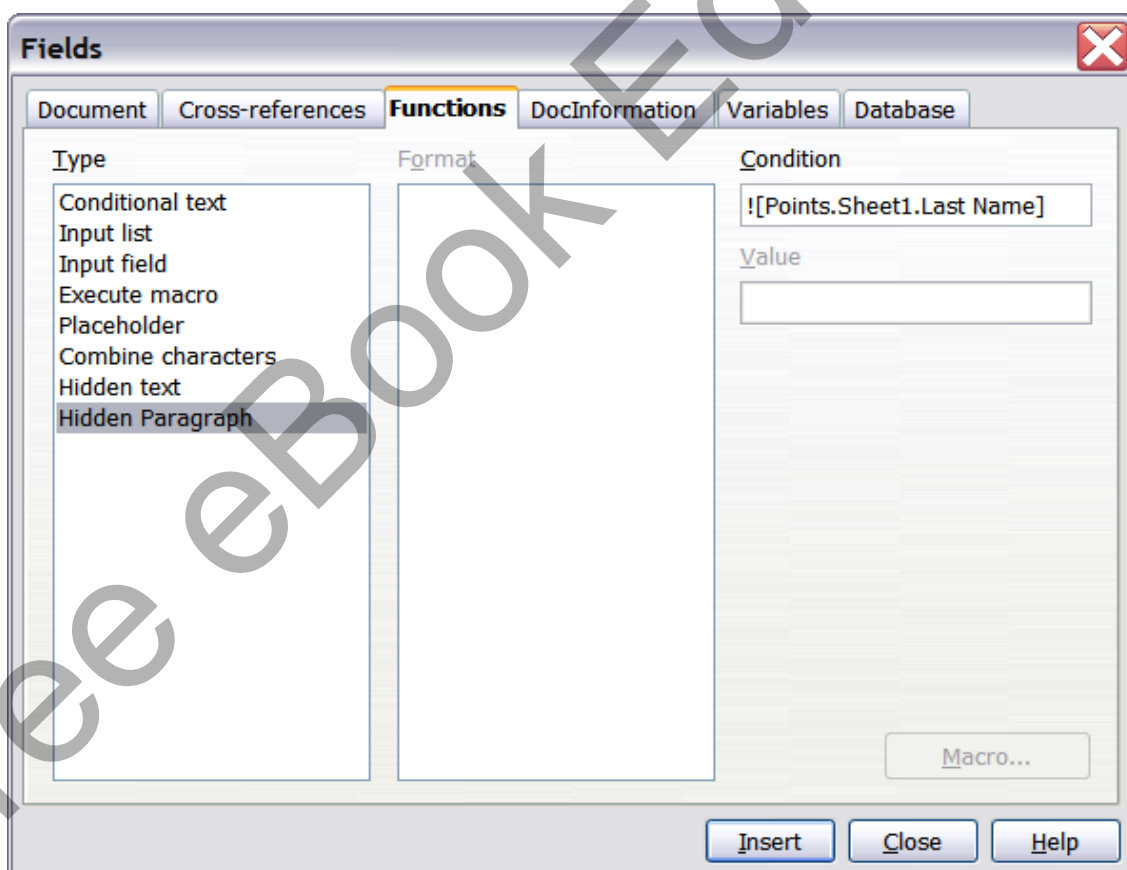 Fields
Document Cross-references Functions DocInformation Variables Database
Type Format Condition
Conditional text
Input list
Input field
Execute macro
Placeholder
Combine characters
Hidden text
Hidden Paragraph
![Points.Sheet1.Last Name]
Value
Macro...
Insert Close Help
eBook